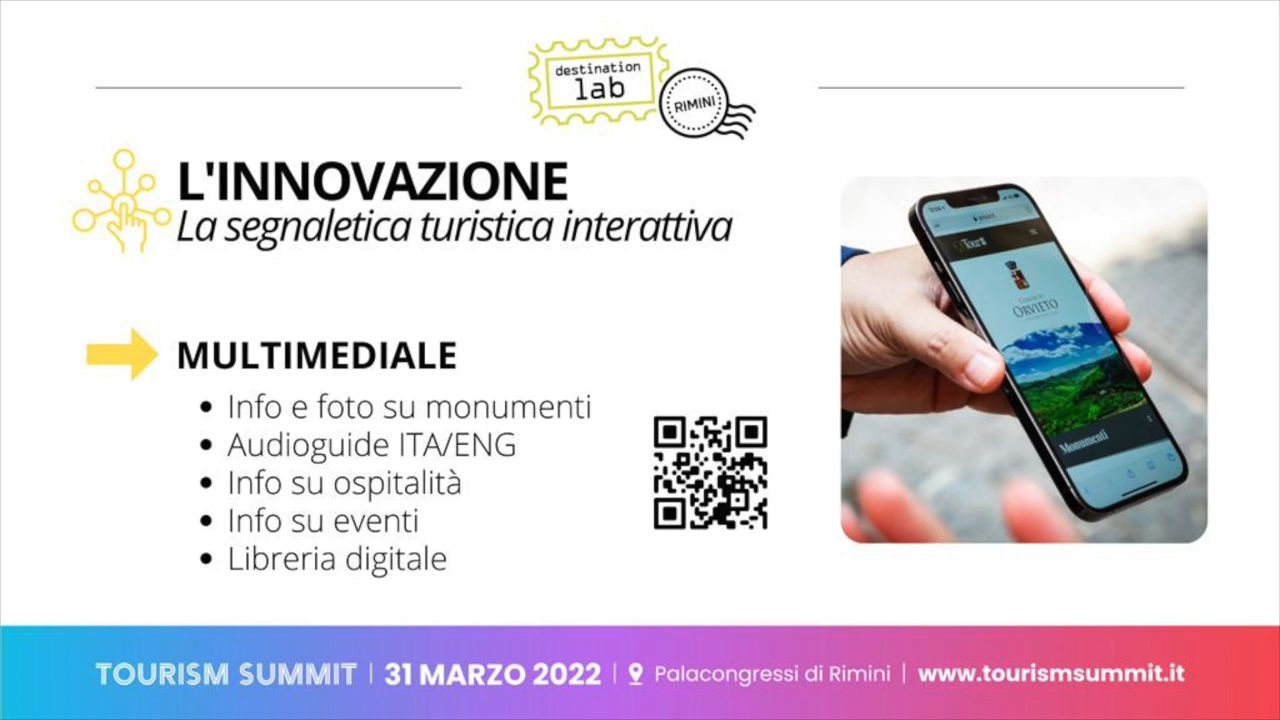 destination
lab
RIMINI
L'INNOVAZIONE
La segnaletica turistica interattiva
MULTIMEDIALE
• Info e foto su monumenti
• Audioguide ITA/ENG
• Info su ospitalità
• Info su eventi
• Libreria digitale
Tour
ORVIETO
Monumenti
TOURISM SUMMIT | 31 MARZO 2022 | Palacongressi di Rimini | www.tourismsummit.it